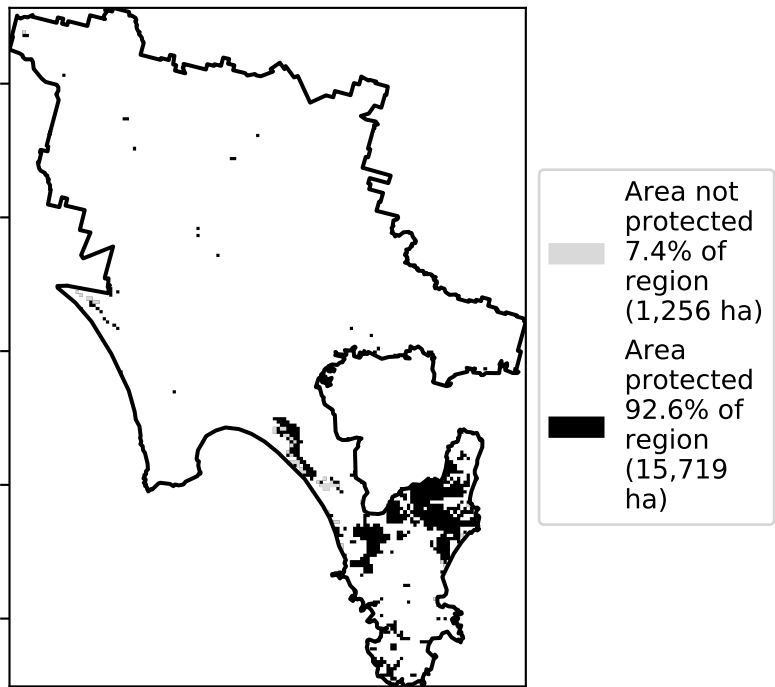 Area not
protected
7.4% of
region
(1,256 ha)
Area
protected
92.6% of
region
(15,719
ha)